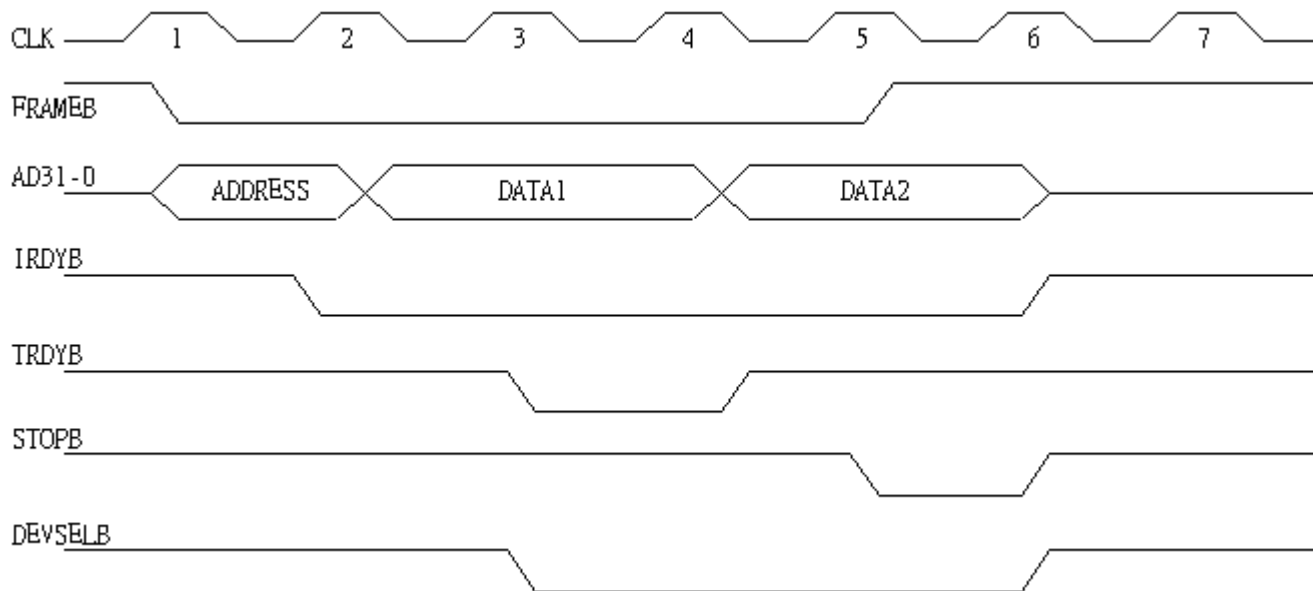 CLK 1 2 3 4 5 6 7
FRAMEB
AD31-0 ADDRESS DATA1 DATA2
IRDYB
TRDYB
STOPB
DEVSELB